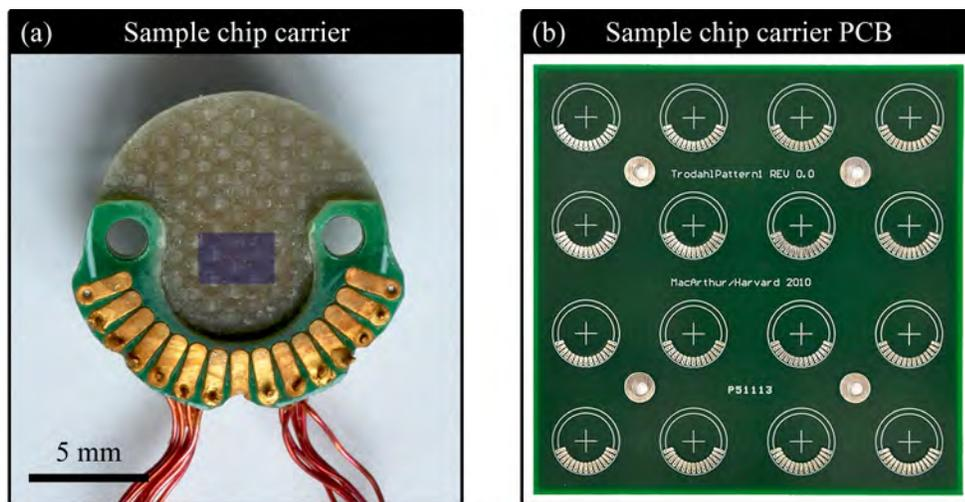 (a) Sample chip carrier
5 mm
(b) Sample chip carrier PCB
TrodahlPattern1 REV 0.0
MacArthur/Harvard 2010
P51113